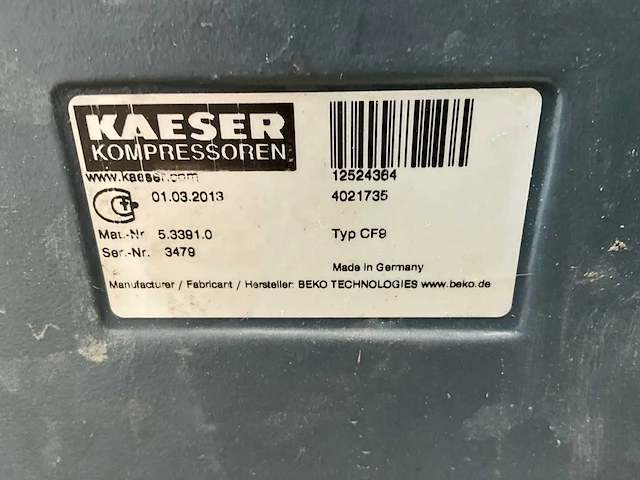 KAESER
KOMPRESSOREN
www.kaeser.com
12524364
01.03.2013
4021735
Mat.-Nr. 5.3391.0
Typ CF9
Ser.-Nr. 3479
Made in Germany
Manufacturer / Fabricant / Hersteller: BEKO TECHNOLOGIES www.beko.de